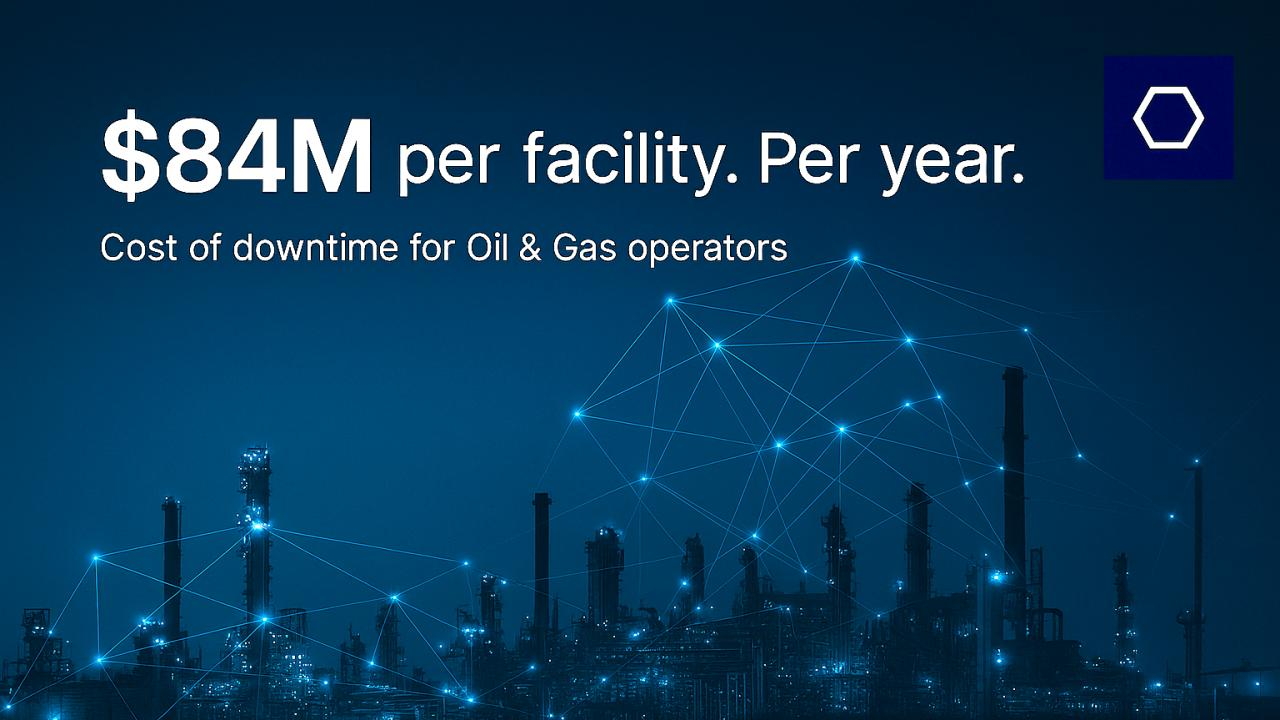 $84M per facility. Per year.
Cost of downtime for Oil & Gas operators